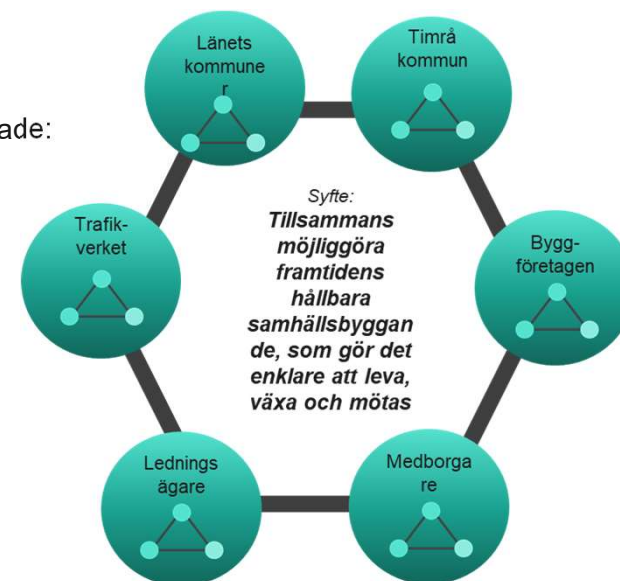 ade:
Länets
kommune
r
Timrå
kommun
Trafik-
verket
Syfte:
Tillsammans
möjliggöra
framtidens
hållbara
samhällsbyggan
de, som gör det
enklare att leva,
växa och mötas
Bygg-
företagen
Lednings
ägare
Medborga
re